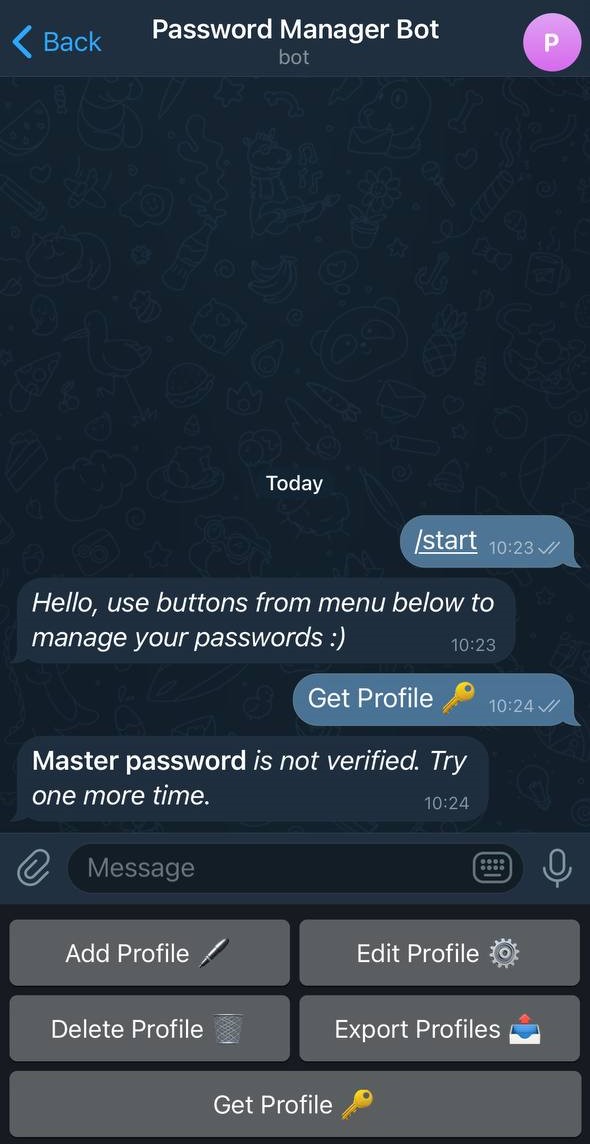 Back
Password Manager Bot
bot
P
Today
/start 10:23
Hello, use buttons from menu below to
manage your passwords :) 10:23
Get Profile 🔑 10:24
Master password is not verified. Try
one more time. 10:24
Message
Add Profile 🖊️
Edit Profile ⚙️
Delete Profile 🗑️
Export Profiles 📤
Get Profile 🔑